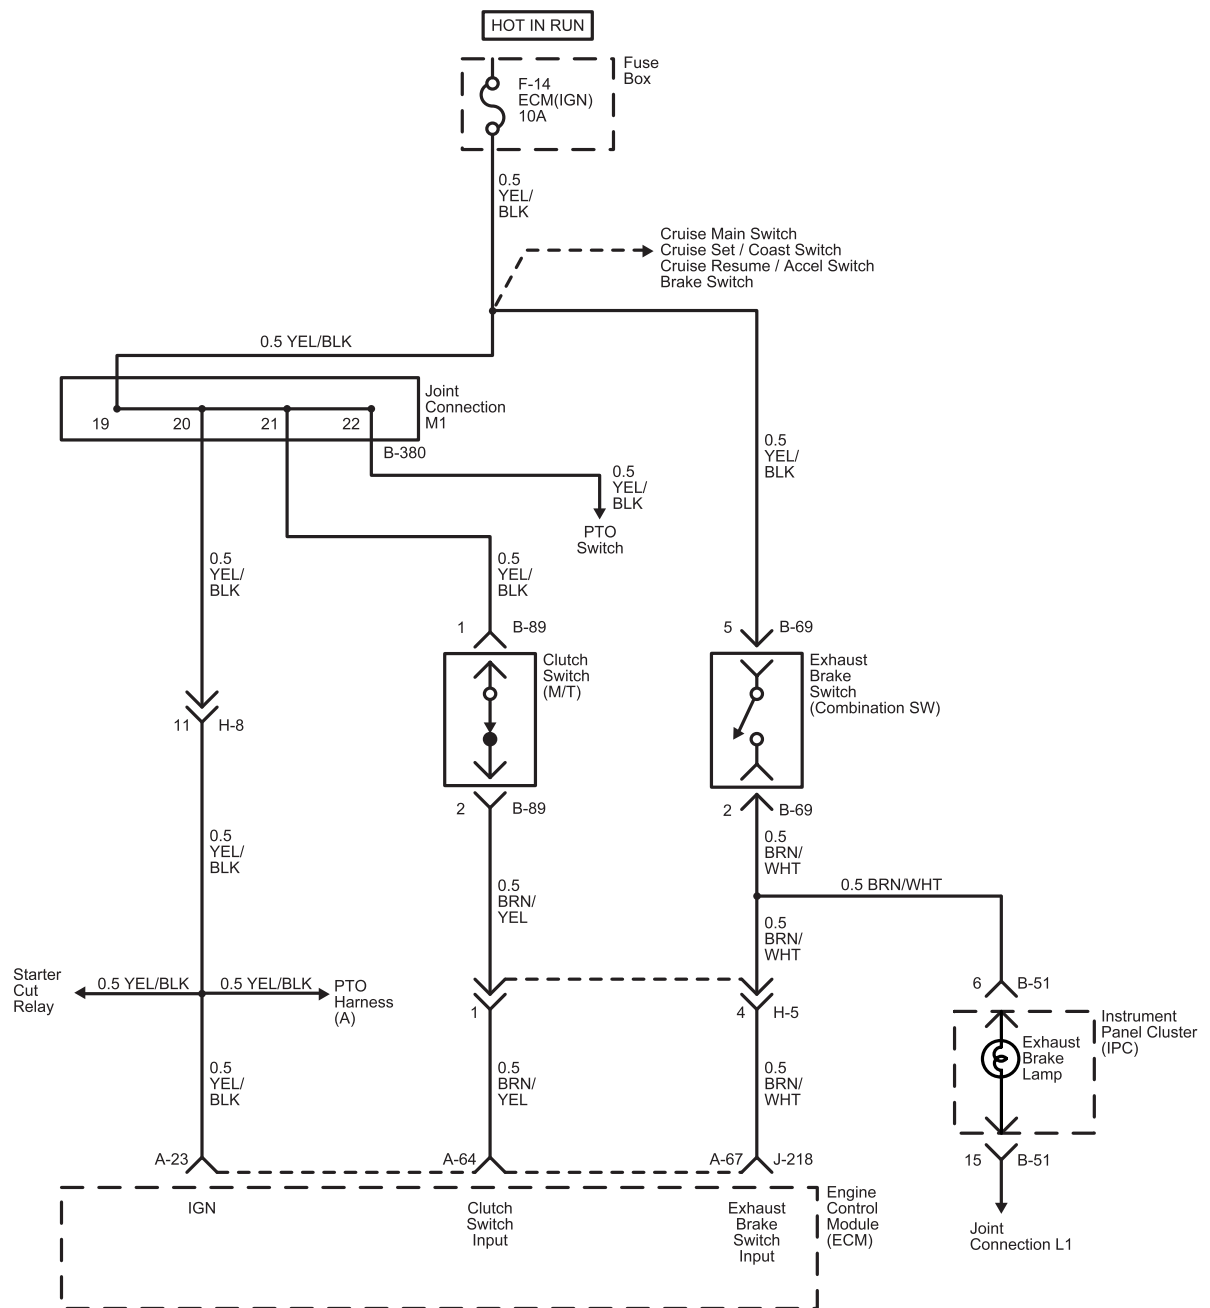 HOT IN RUN
Fuse
Box
F-14
ECM(IGN)
10A
0.5
YEL/
BLK
Cruise Main Switch
Cruise Set / Coast Switch
Cruise Resume / Accel Switch
Brake Switch
0.5 YEL/BLK
Joint
Connection
M1
19
20
21
22
B-380
0.5
YEL/
BLK
0.5
YEL/
BLK
PTO
Switch
0.5
YEL/
BLK
0.5
YEL/
BLK
1
B-89
5
B-69
Clutch
Switch
(M/T)
Exhaust
Brake
Switch
(Combination SW)
11
H-8
2
B-89
2
B-69
0.5
YEL/
BLK
0.5
BRN/
WHT
0.5 BRN/WHT
0.5
BRN/
YEL
0.5
BRN/
WHT
Starter
Cut
Relay
0.5 YEL/BLK
0.5 YEL/BLK
PTO
Harness
(A)
1
4
H-5
6
B-51
Instrument
Panel Cluster
(IPC)
Exhaust
Brake
Lamp
0.5
YEL/
BLK
0.5
BRN/
YEL
0.5
BRN/
WHT
A-23
A-64
A-67
J-218
15
B-51
IGN
Clutch
Switch
Input
Exhaust
Brake
Switch
Input
Engine
Control
Module
(ECM)
Joint
Connection L1